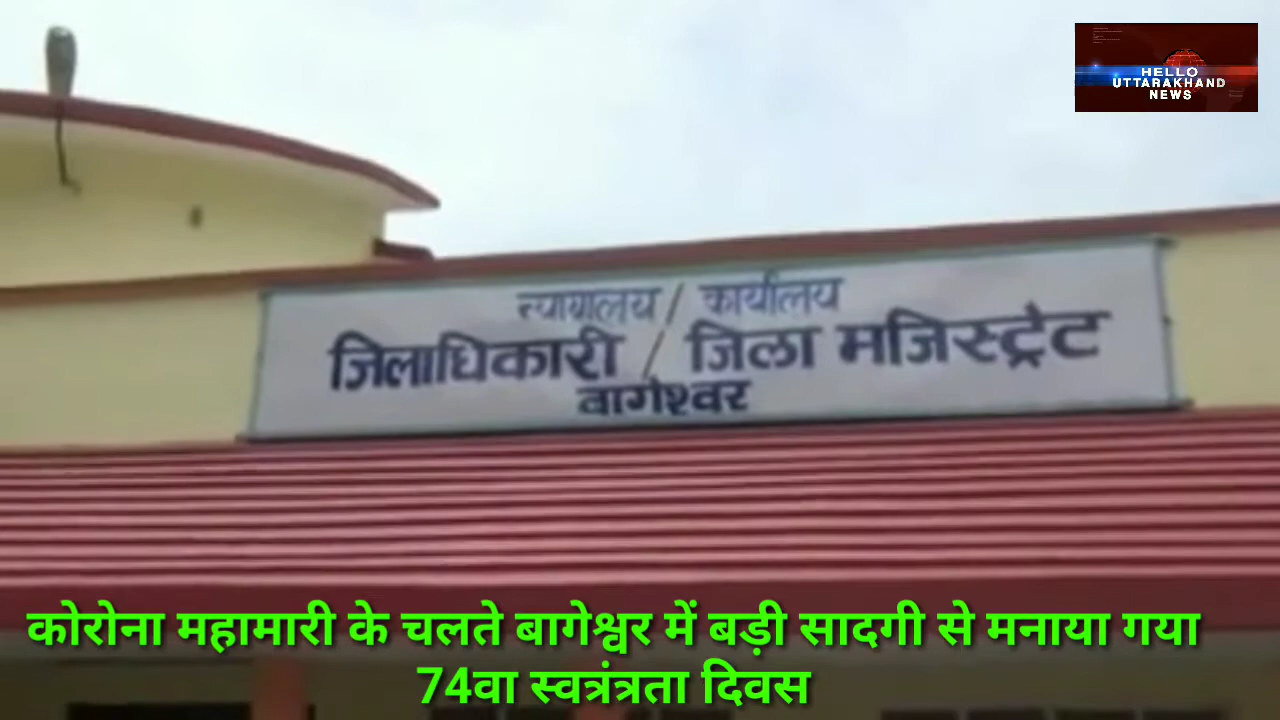 HELLO
UTTARAKHAND
NEWS
न्यायालय / कार्यालय
जिलाधिकारी / जिला मजिस्ट्रेट
बागेश्वर
कोरोना महामारी के चलते बागेश्वर में बड़ी सादगी से मनाया गया
74वा स्वत्रंत्रता दिवस